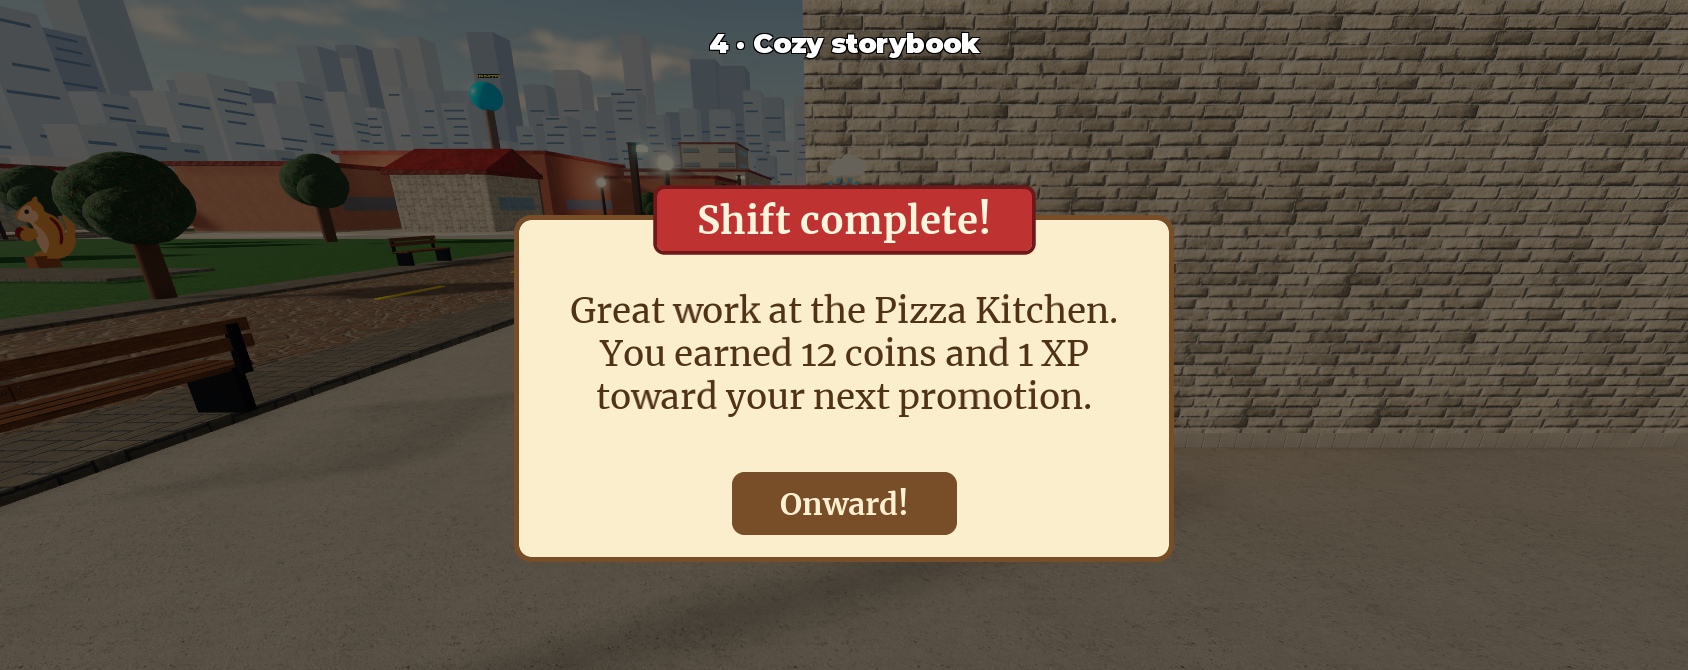 4 • Cozy storybook
Shift complete!
Great work at the Pizza Kitchen.
You earned 12 coins and 1 XP
toward your next promotion.
Onward!